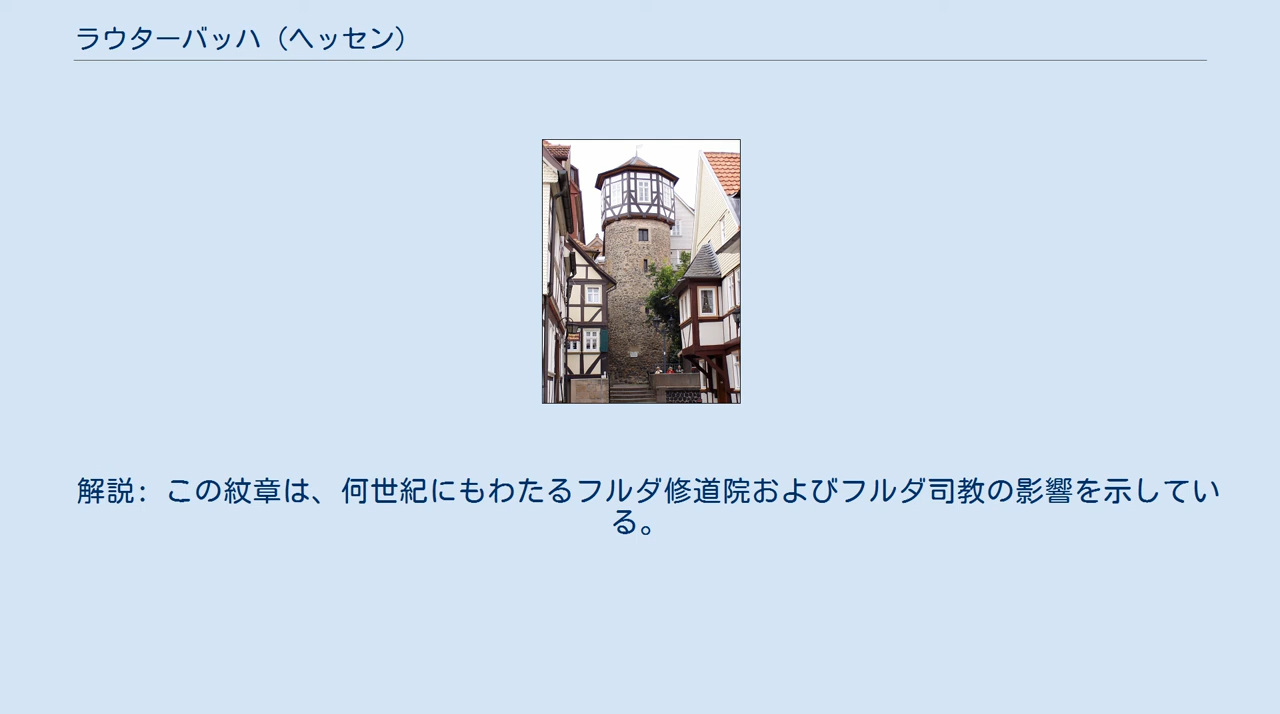 ラウターバッハ（ヘッセン）
解説: この紋章は、何世紀にもわたるフルダ修道院およびフルダ司教の影響を示してい
る。